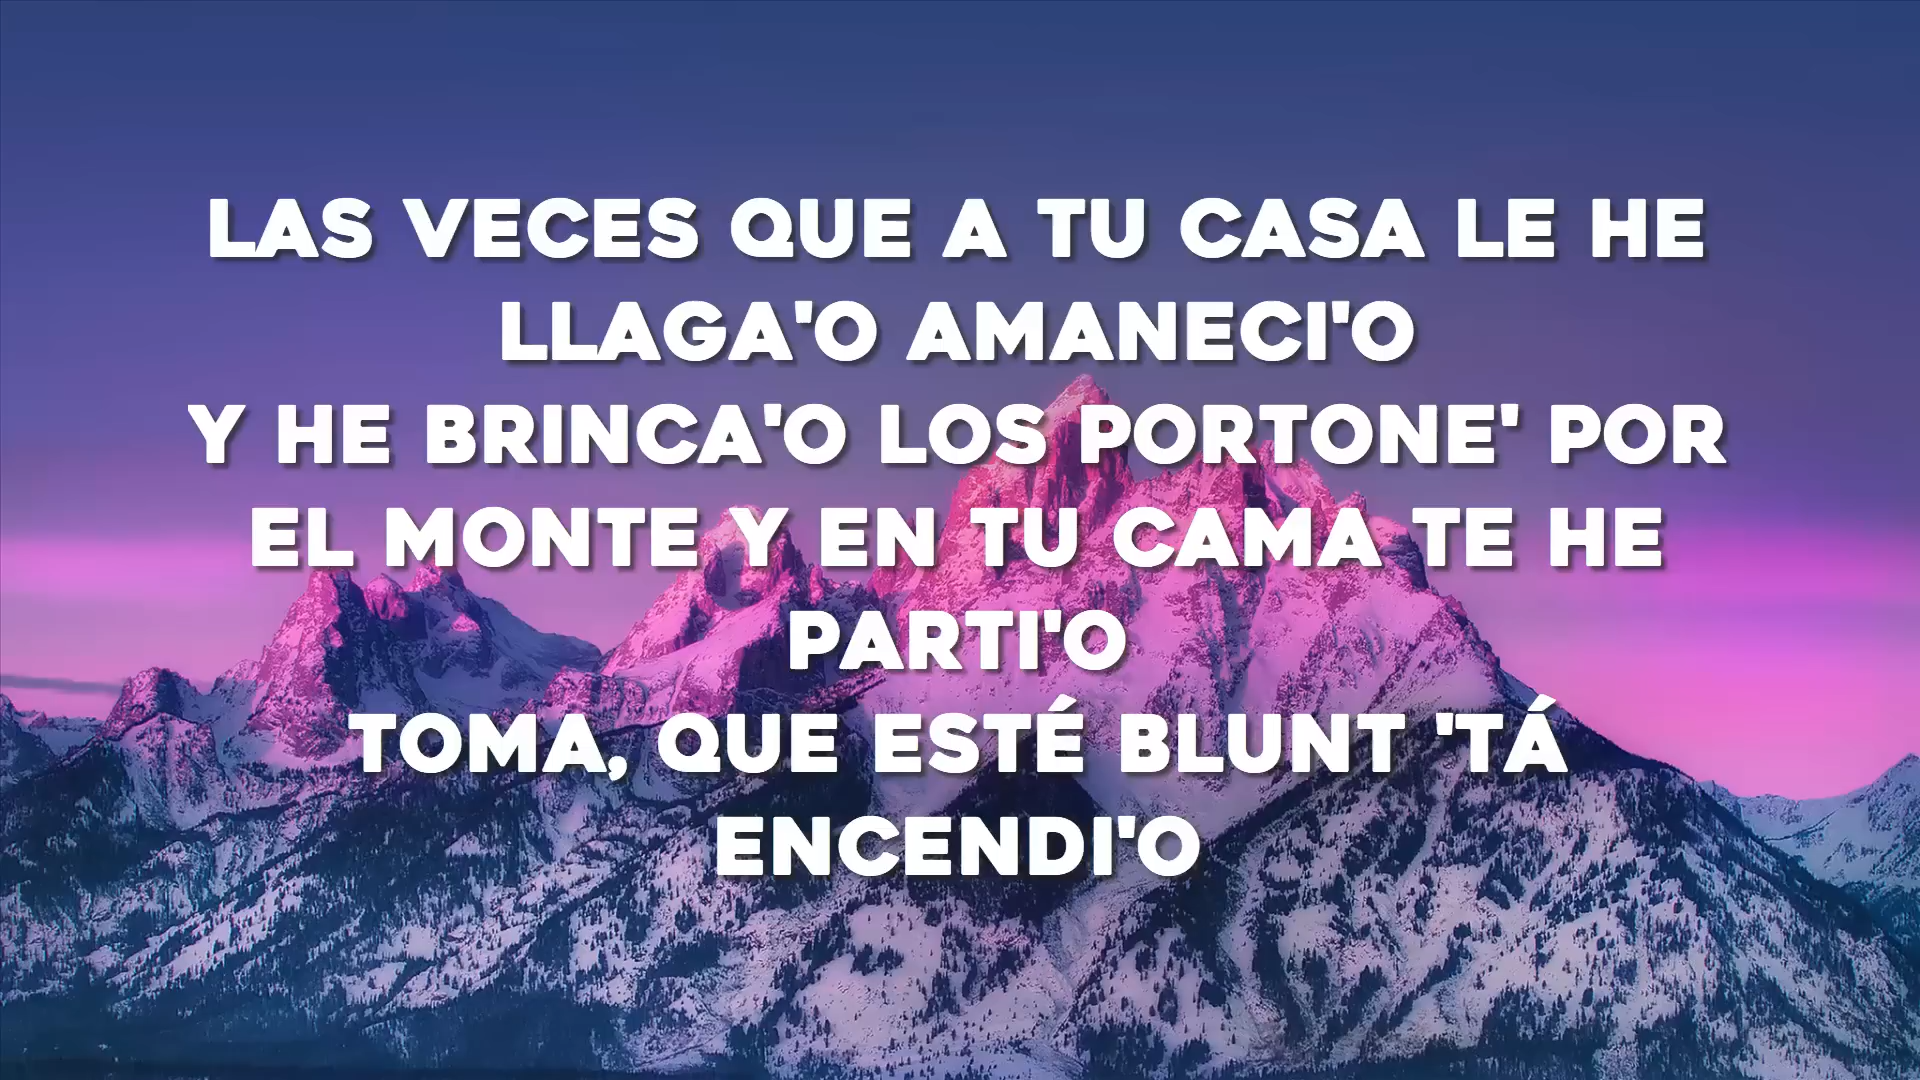 LAS VECES QUE A TU CASA LE HE
LLAGA'O AMANECI'O
Y HE BRINCA'O LOS PORTONE' POR
EL MONTE Y EN TU CAMA TE HE
PARTI'O
TOMA, QUE ESTÉ BLUNT 'TÁ
ENCENDI'O